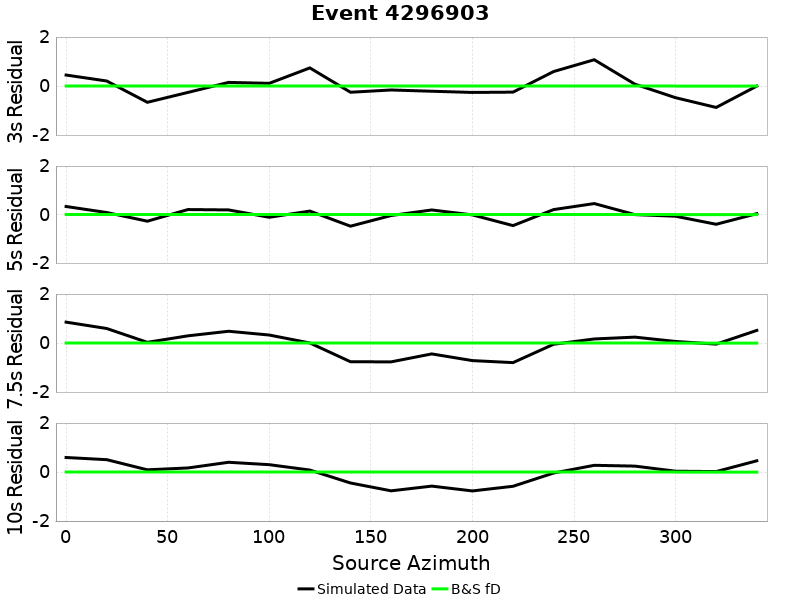 Event 4296903
3s Residual
2
0
-2
5s Residual
2
0
-2
7.5s Residual
2
0
-2
10s Residual
2
0
-2
0 50 100 150 200 250 300
Source Azimuth
Simulated Data B&S fD